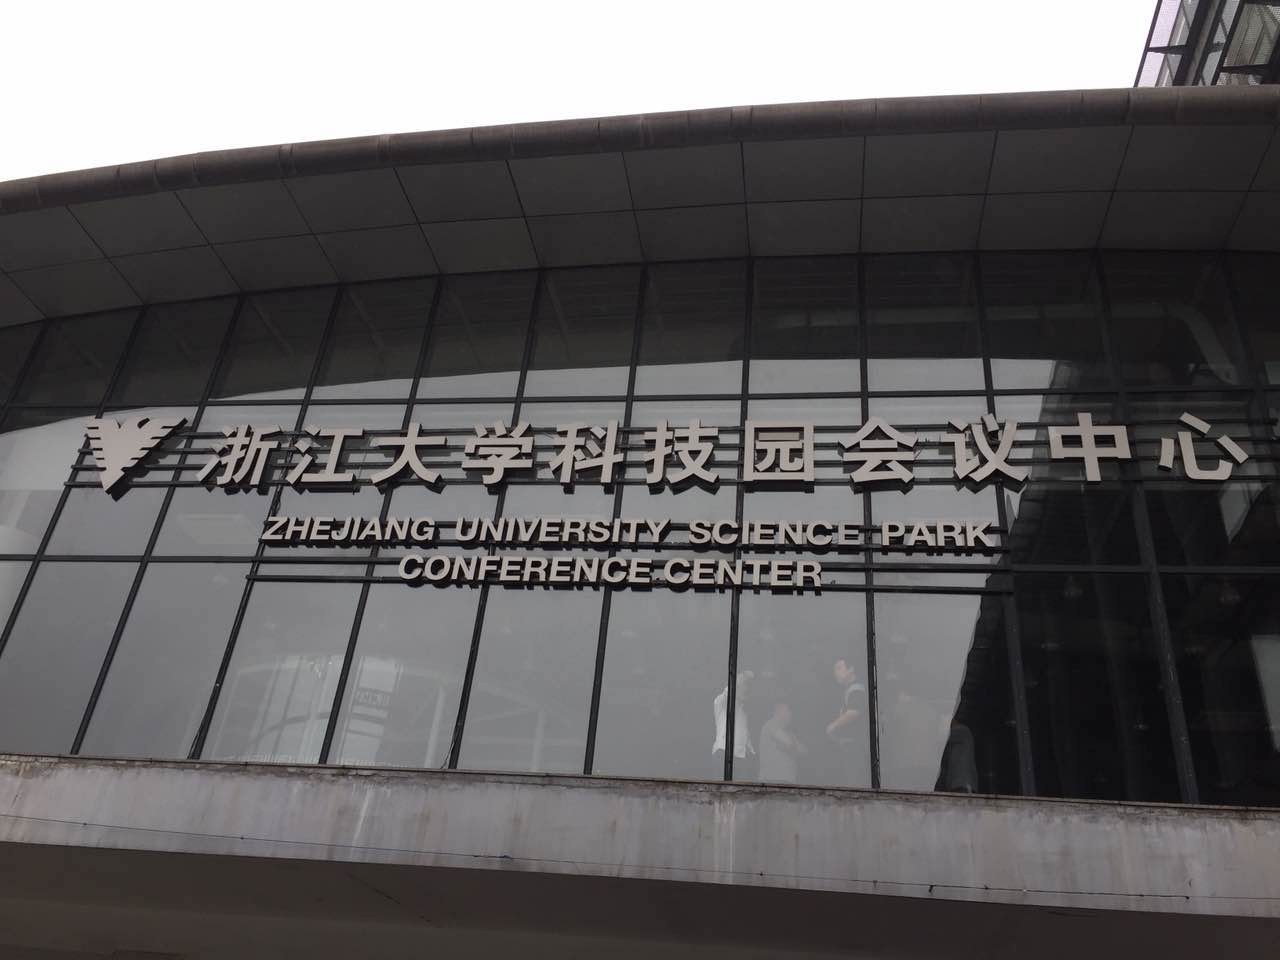 浙江大学科技园会议中心
ZHEJIANG UNIVERSITY SCIENCE PARK
CONFERENCE CENTER